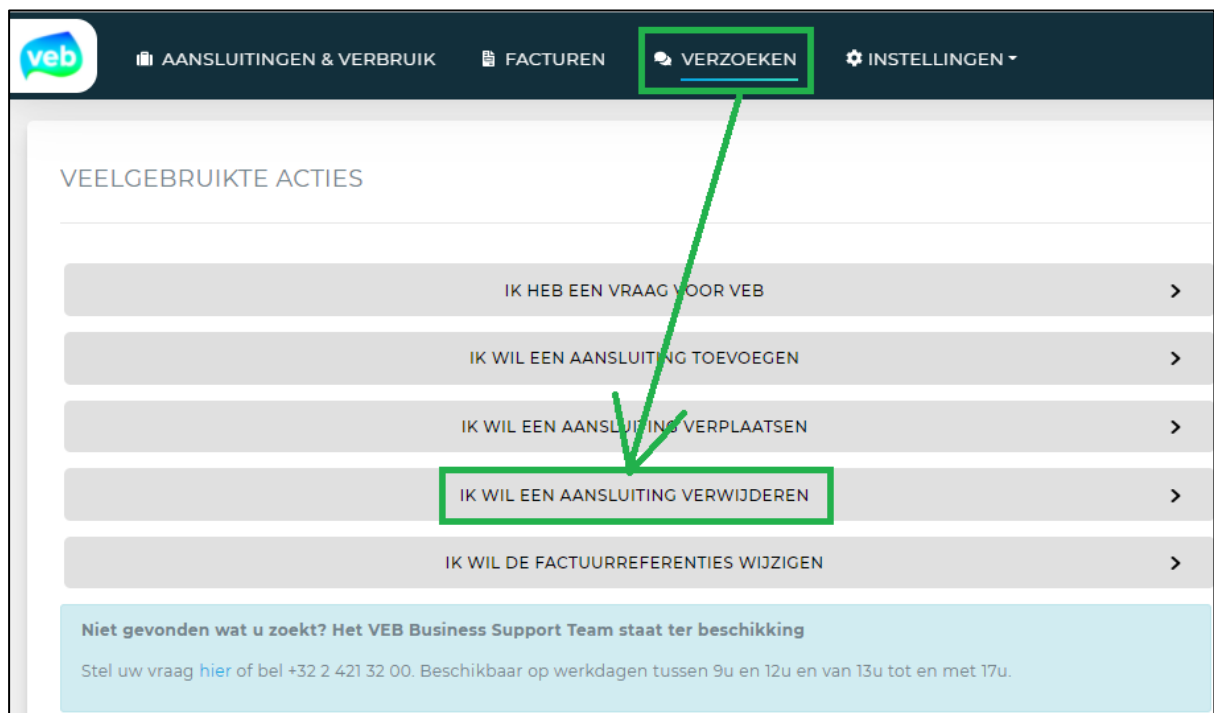 veb
AANSLUITINGEN & VERBRUIK FACTUREN VERZOEKEN INSTELLINGEN
VEELGEBRUIKTE ACTIES
IK HEB EEN VRAAG VOOR VEB
IK WIL EEN AANSLUITING TOEVOEGEN
IK WIL EEN AANSLUITING VERPLAATSEN
IK WIL EEN AANSLUITING VERWIJDEREN
IK WIL DE FACTUURREFERENTIES WIJZIGEN
Niet gevonden wat u zoekt? Het VEB Business Support Team staat ter beschikking
Stel uw vraag hier of bel +32 2 421 32 00. Beschikbaar op werkdagen tussen 9u en 12u en van 13u tot en met 17u.